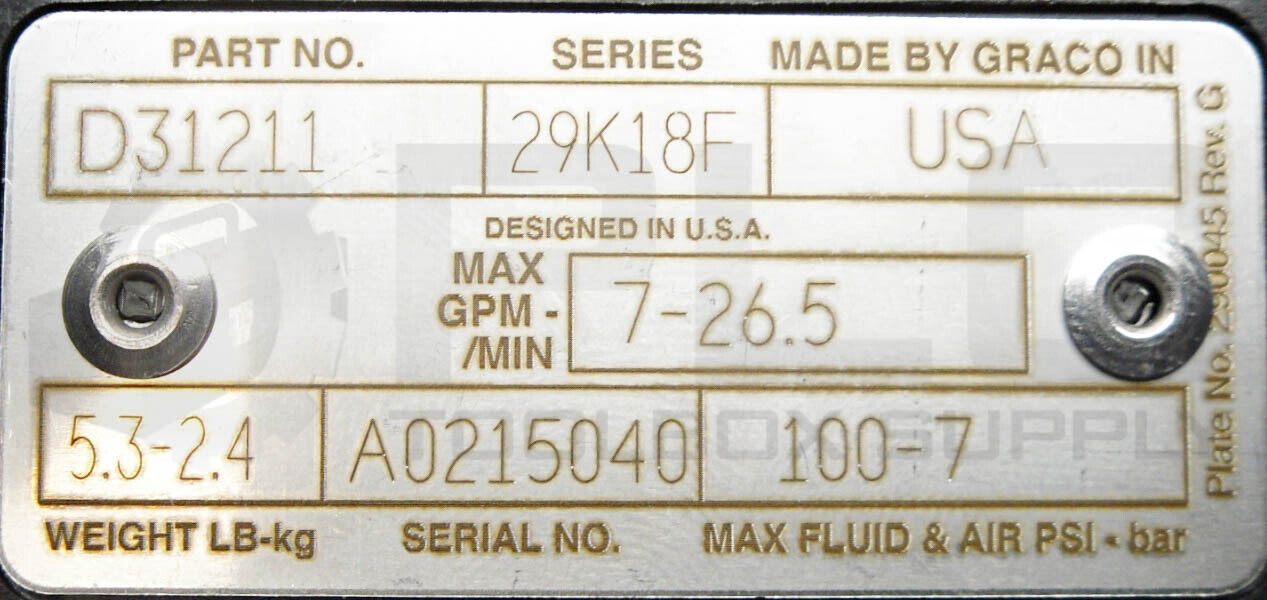 PART NO. SERIES MADE BY GRACO IN
D31211 29K18F USA
DESIGNED IN U.S.A.
MAX
GPM -
/MIN
7-26.5
5.3-2.4 A0215040 100-7
WEIGHT LB-kg SERIAL NO. MAX FLUID & AIR PSI - bar
Plate No. 290045 Rev. G
TOOLBOX SUPPLY